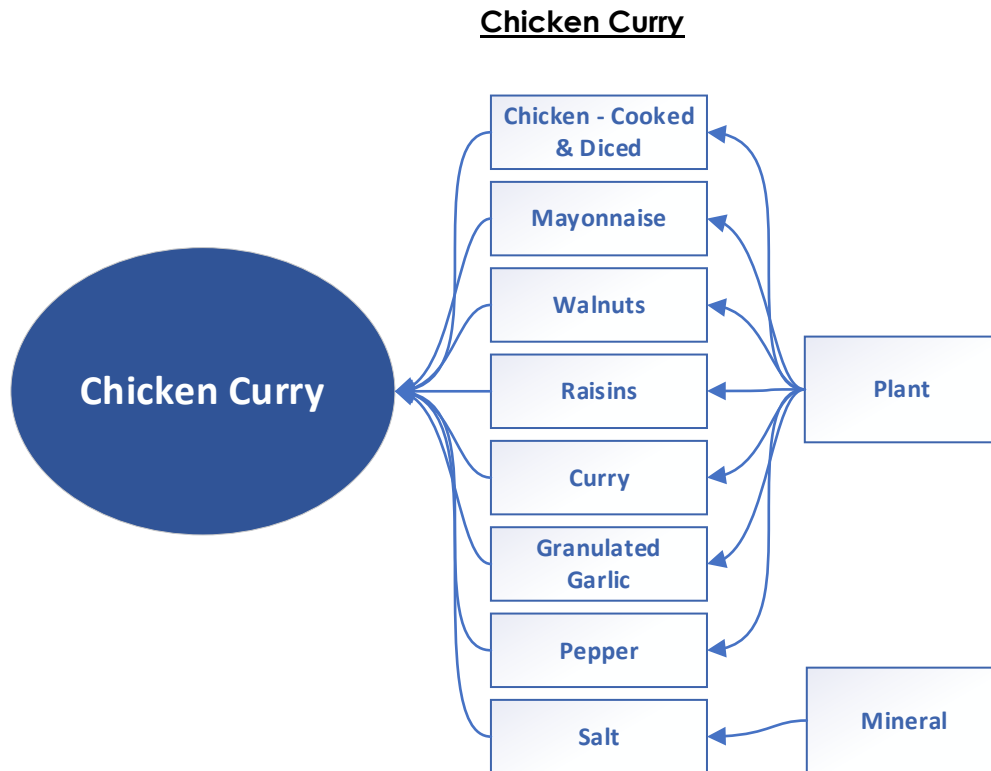 Chicken Curry
Chicken - Cooked
& Diced
Mayonnaise
Walnuts
Raisins
Curry
Granulated
Garlic
Pepper
Salt
Chicken Curry
Plant
Mineral